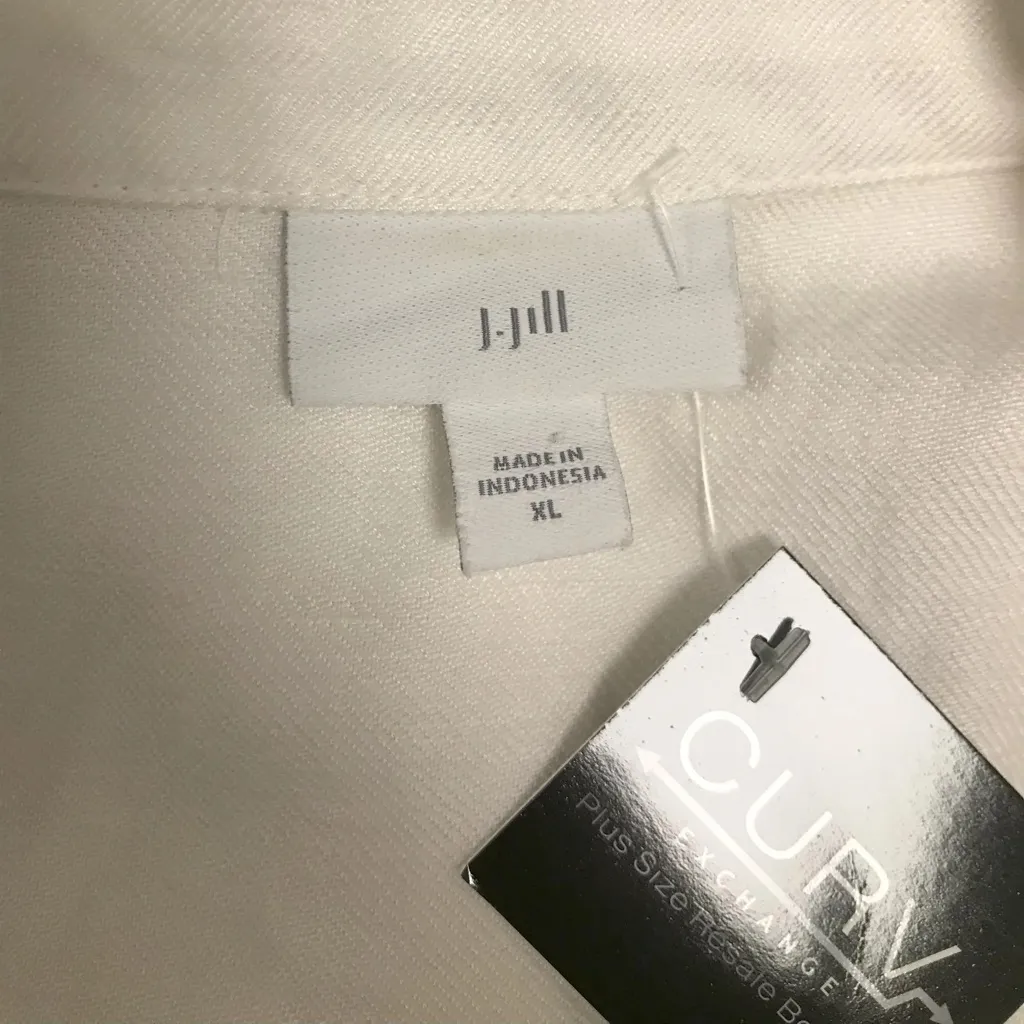 J.Jill
MADE IN
INDONESIA
XL
CURV
EXCHANGE
Plus Size Resale